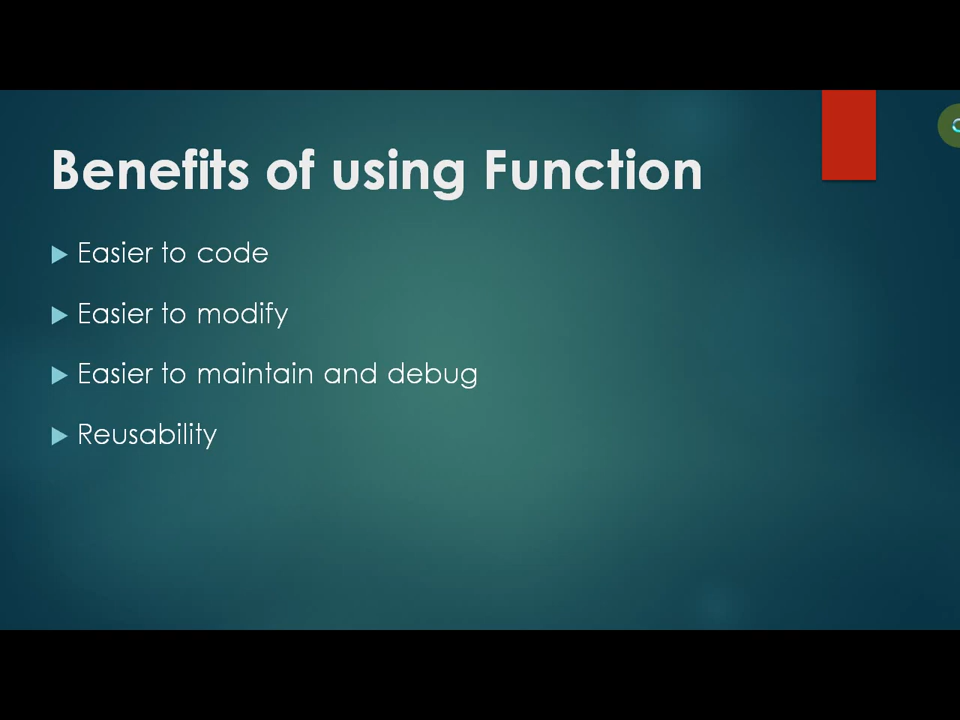 Benefits of using Function
Easier to code
Easier to modify
Easier to maintain and debug
Reusability